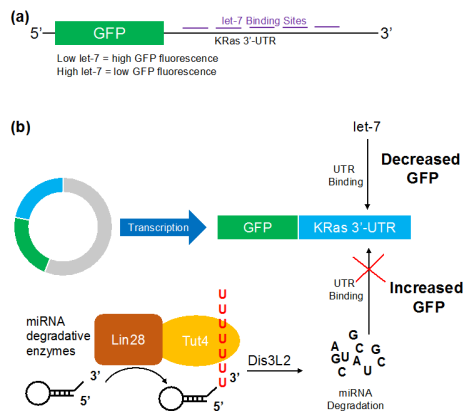 (a)
let-7 Binding Sites
5’
GFP
3’
KRas 3’-UTR
Low let-7 = high GFP fluorescence
High let-7 = low GFP fluorescence
(b)
let-7
UTR
Binding
Decreased
GFP
Transcription
GFP
KRas 3’-UTR
UTR
Binding
Increased
GFP
miRNA
degradative
enzymes
Lin28
Tut4
U
U
U
U
U
U
U
U
Dis3L2
3’
5’
3’
5’
A
G
U
C
G
C
A
U
G
C
miRNA
Degradation